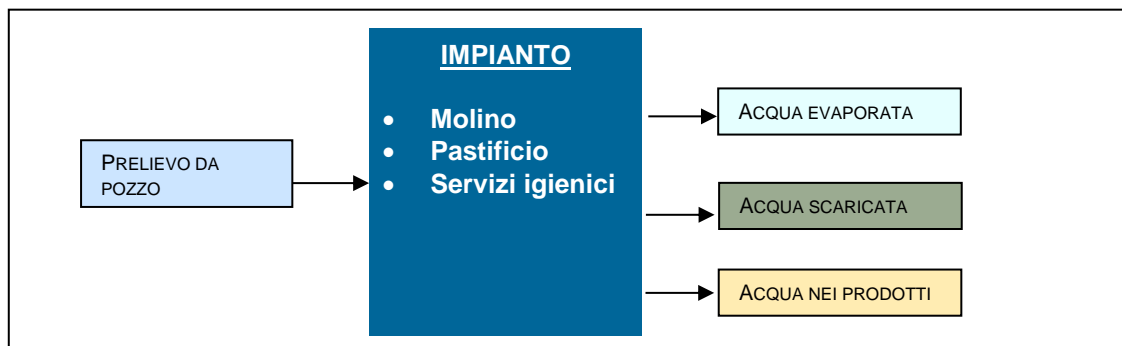 IMPIANTO
• Molino
• Pastificio
• Servizi igienici
PRELIEVO DA
POZZO
ACQUA EVAPORATA
ACQUA SCARICATA
ACQUA NEI PRODOTTI